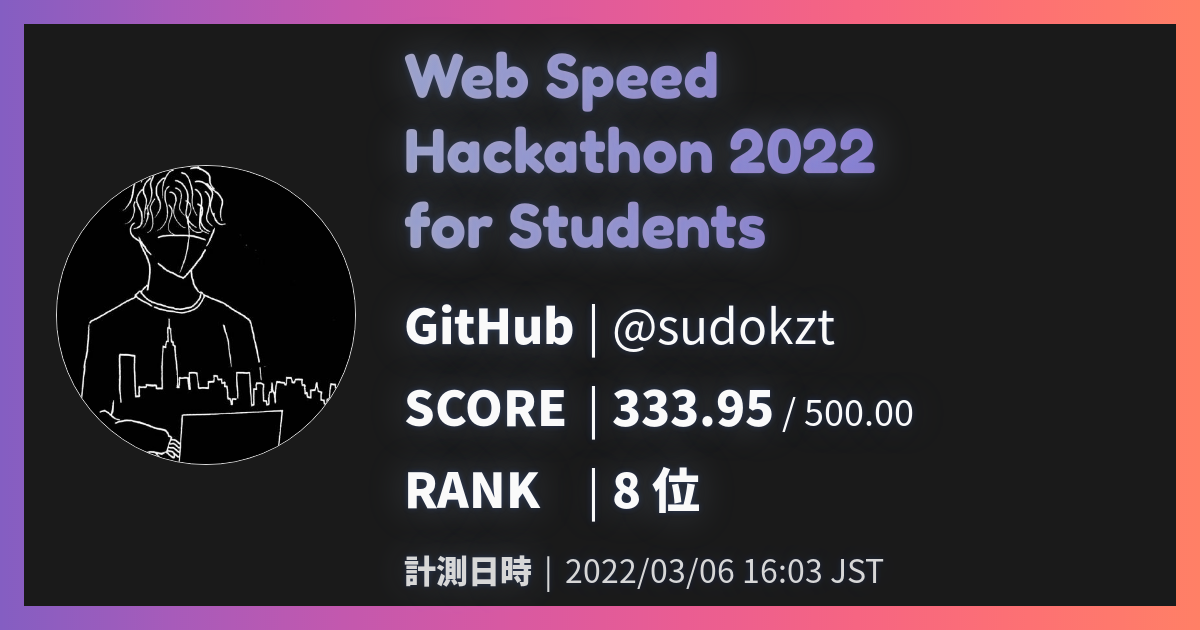 Web Speed
Hackathon 2022
for Students
GitHub | @sudokzt
SCORE | 333.95 / 500.00
RANK | 8 位
計測日時 | 2022/03/06 16:03 JST